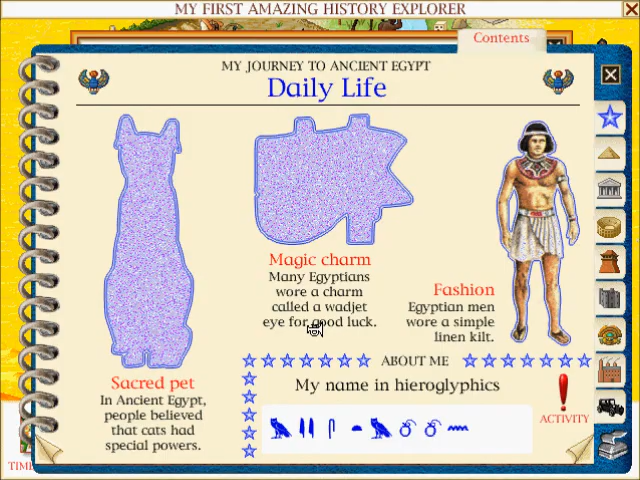 MY FIRST AMAZING HISTORY EXPLORER
Contents
MY JOURNEY TO ANCIENT EGYPT
Daily Life
Magic charm
Many Egyptians
wore a charm
called a wadjet
eye for good luck.
Fashion
Egyptian men
wore a simple
linen kilt.
Sacred pet
In Ancient Egypt,
people believed
that cats had
special powers.
ABOUT ME
My name in hieroglyphics
𓅓𓇌𓋴𓏏𓅓𓍯𓍯𓈖
ACTIVITY